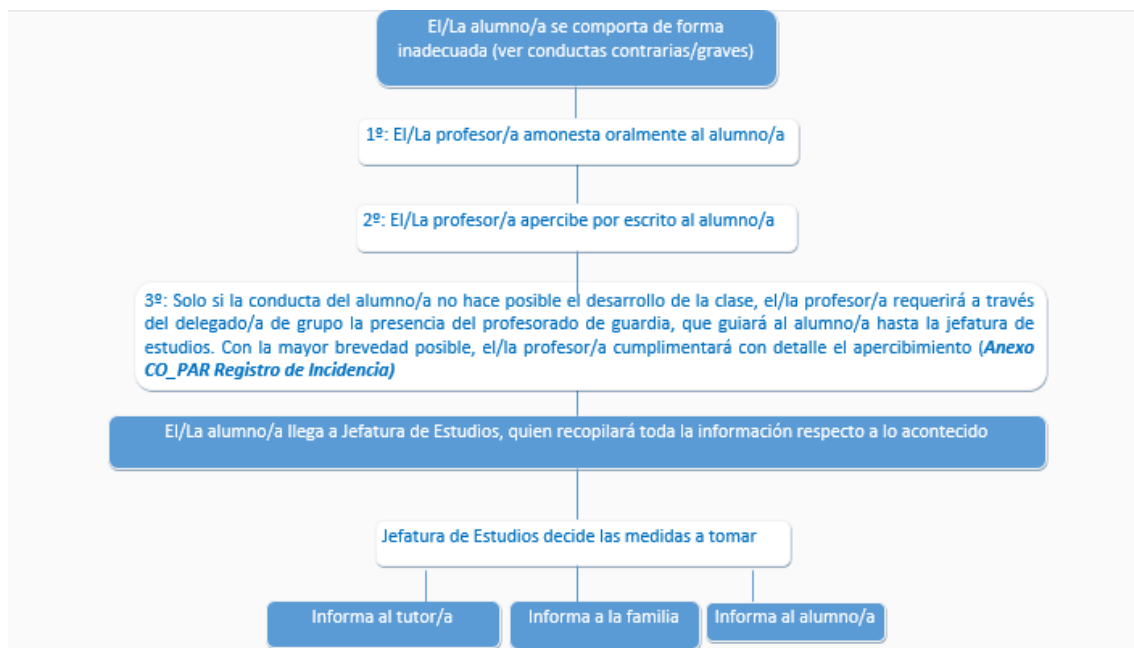 El/La alumno/a se comporta de forma
inadecuada (ver conductas contrarias/graves)
1º: El/La profesor/a amonesta oralmente al alumno/a
2º: El/La profesor/a apercibe por escrito al alumno/a
3º: Solo si la conducta del alumno/a no hace posible el desarrollo de la clase, el/la profesor/a requerirá a través
del delegado/a de grupo la presencia del profesorado de guardia, que guiará al alumno/a hasta la jefatura de
estudios. Con la mayor brevedad posible, el/la profesor/a cumplimentará con detalle el apercibimiento (Anexo
CO_PAR Registro de Incidencia)
El/La alumno/a llega a Jefatura de Estudios, quien recopilará toda la información respecto a lo acontecido
Jefatura de Estudios decide las medidas a tomar
Informa al tutor/a
Informa a la familia
Informa al alumno/a